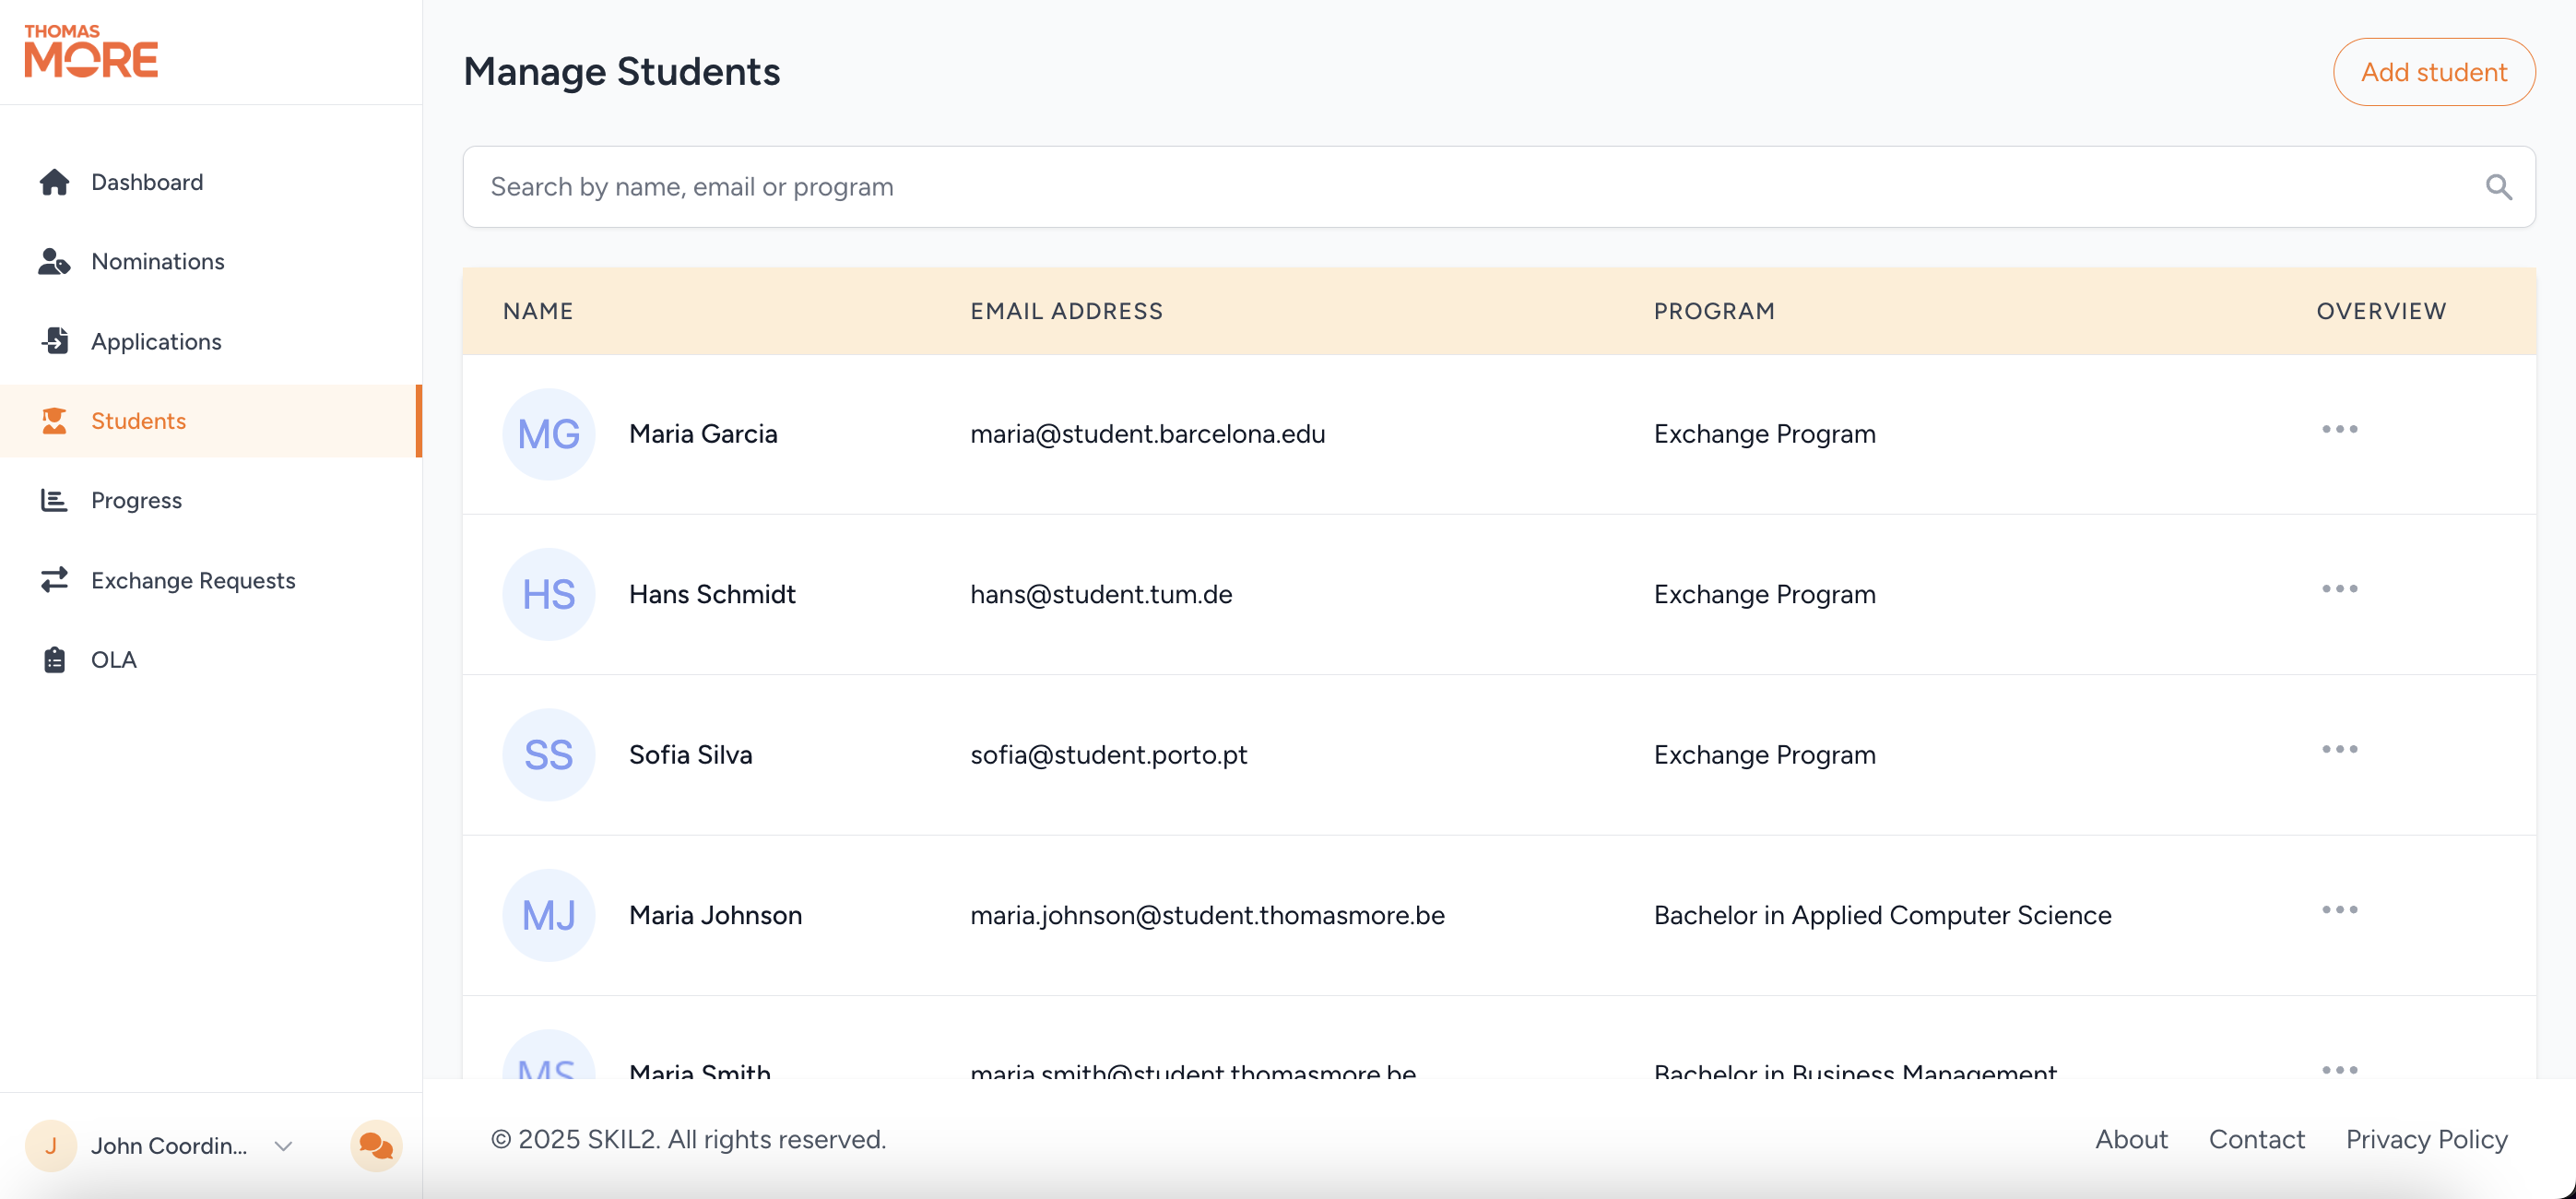 THOMAS
MORE
Dashboard
Nominations
Applications
Students
Progress
Exchange Requests
OLA
J
John Coordin...
Manage Students
Add student
Search by name, email or program
NAME EMAIL ADDRESS PROGRAM OVERVIEW
MG Maria Garcia maria@student.barcelona.edu Exchange Program
HS Hans Schmidt hans@student.tum.de Exchange Program
SS Sofia Silva sofia@student.porto.pt Exchange Program
MJ Maria Johnson maria.johnson@student.thomasmore.be Bachelor in Applied Computer Science
MS Maria Smith maria.smith@student.thomasmore.be Bachelor in Business Management
© 2025 SKIL2. All rights reserved.
About Contact Privacy Policy